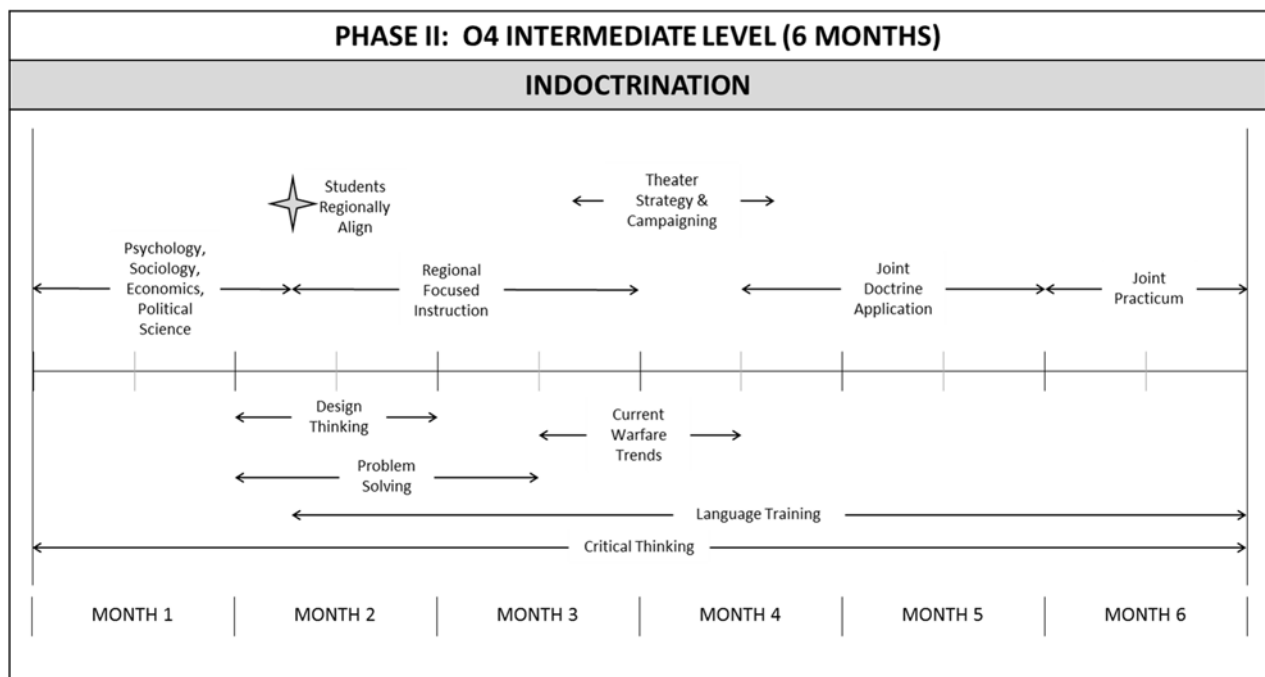 PHASE II: O4 INTERMEDIATE LEVEL (6 MONTHS)
INDOCTRINATION
Students
Regionally
Align
Theater
Strategy &
Campaigning
Psychology,
Sociology,
Economics,
Political
Science
Regional
Focused
Instruction
Joint
Doctrine
Application
Joint
Practicum
Design
Thinking
Current
Warfare
Trends
Problem
Solving
Language Training
Critical Thinking
MONTH 1
MONTH 2
MONTH 3
MONTH 4
MONTH 5
MONTH 6